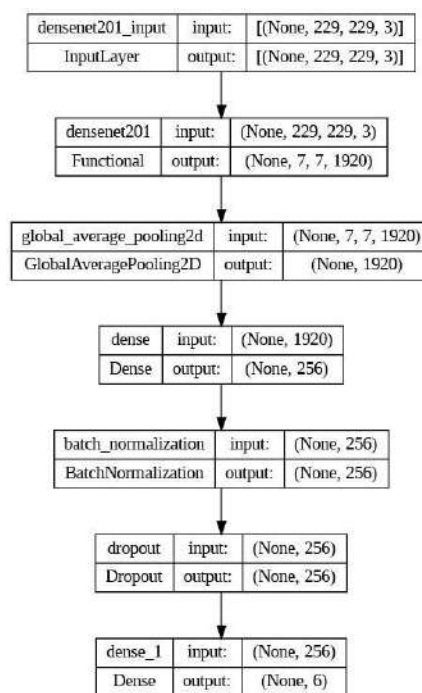 densenet201_input input: [(None, 229, 229, 3)]
InputLayer output: [(None, 229, 229, 3)]
densenet201 input: (None, 229, 229, 3)
Functional output: (None, 7, 7, 1920)
global_average_pooling2d input: (None, 7, 7, 1920)
GlobalAveragePooling2D output: (None, 1920)
dense input: (None, 1920)
Dense output: (None, 256)
batch_normalization input: (None, 256)
BatchNormalization output: (None, 256)
dropout input: (None, 256)
Dropout output: (None, 256)
dense_1 input: (None, 256)
Dense output: (None, 6)